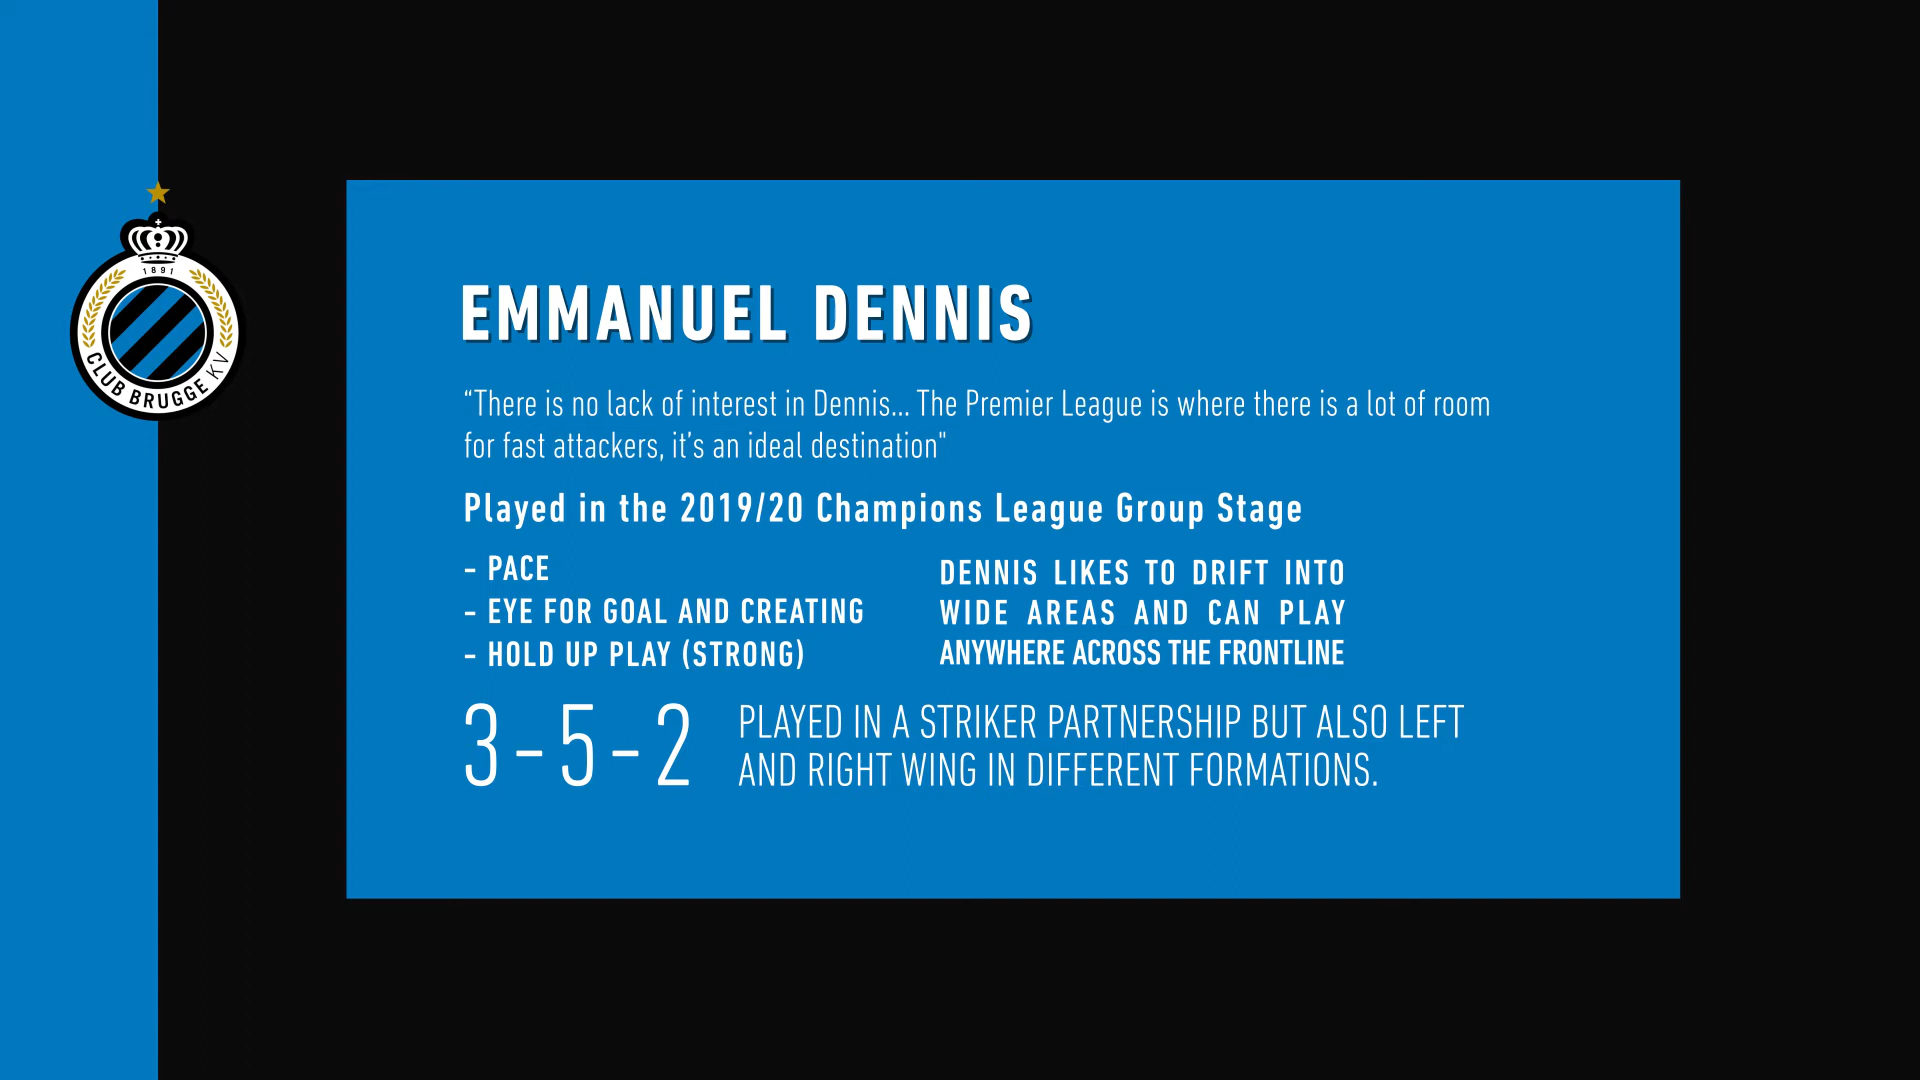 1891
CLUB BRUGGE KV
EMMANUEL DENNIS
“There is no lack of interest in Dennis... The Premier League is where there is a lot of room
for fast attackers, it’s an ideal destination"
Played in the 2019/20 Champions League Group Stage
- PACE
- EYE FOR GOAL AND CREATING
- HOLD UP PLAY (STRONG)
DENNIS LIKES TO DRIFT INTO
WIDE AREAS AND CAN PLAY
ANYWHERE ACROSS THE FRONTLINE
3-5-2
PLAYED IN A STRIKER PARTNERSHIP BUT ALSO LEFT
AND RIGHT WING IN DIFFERENT FORMATIONS.